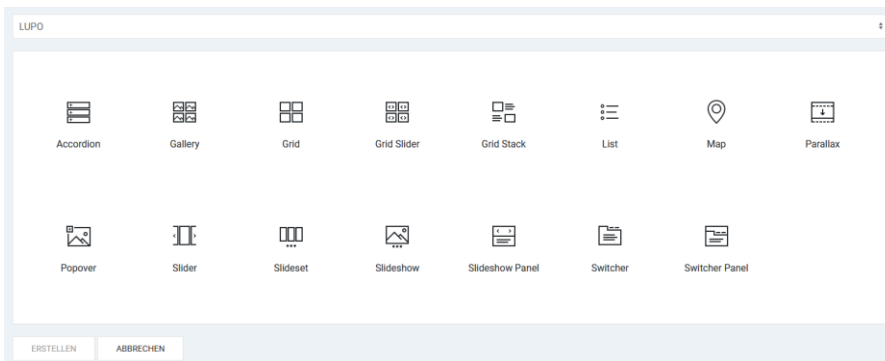 LUPO
Accordion Gallery Grid Grid Slider Grid Stack List Map Parallax
Popover Slider Slideset Slideshow Slideshow Panel Switcher Switcher Panel
ERSTELLEN ABBRECHEN